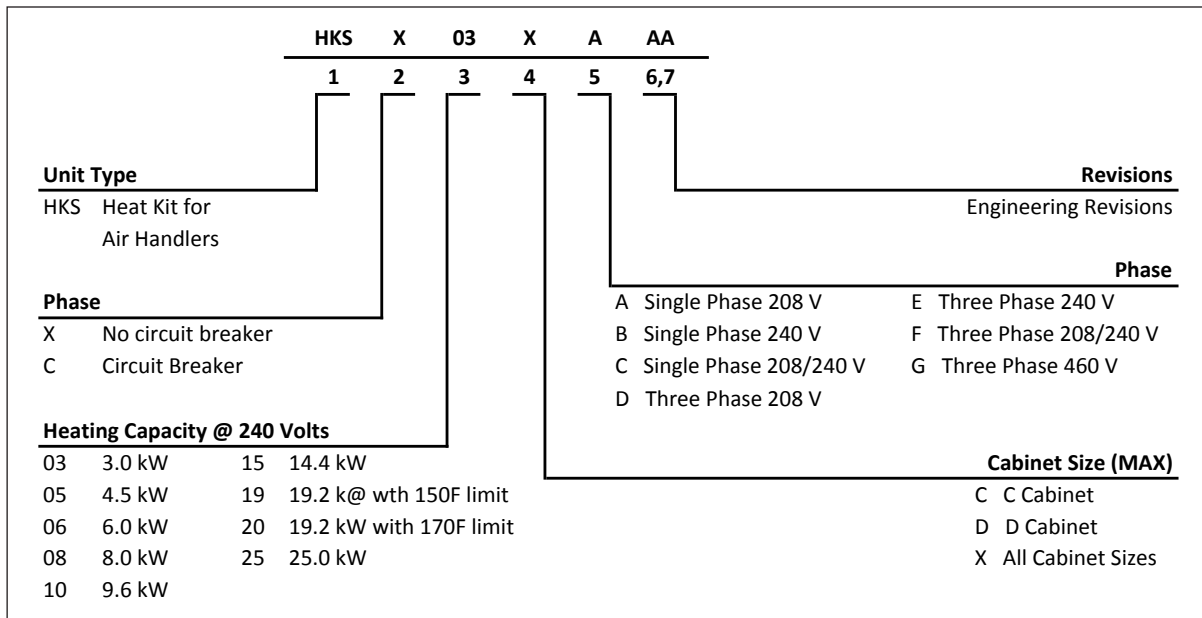 HKS X 03 X A AA
1 2 3 4 5 6,7
Unit Type
HKS Heat Kit for
Air Handlers
Revisions
Engineering Revisions
Phase
X No circuit breaker
C Circuit Breaker
Phase
A Single Phase 208 V E Three Phase 240 V
B Single Phase 240 V F Three Phase 208/240 V
C Single Phase 208/240 V G Three Phase 460 V
D Three Phase 208 V
Heating Capacity @ 240 Volts
03 3.0 kW 15 14.4 kW
05 4.5 kW 19 19.2 k@ wth 150F limit
06 6.0 kW 20 19.2 kW with 170F limit
08 8.0 kW 25 25.0 kW
10 9.6 kW
Cabinet Size (MAX)
C C Cabinet
D D Cabinet
X All Cabinet Sizes